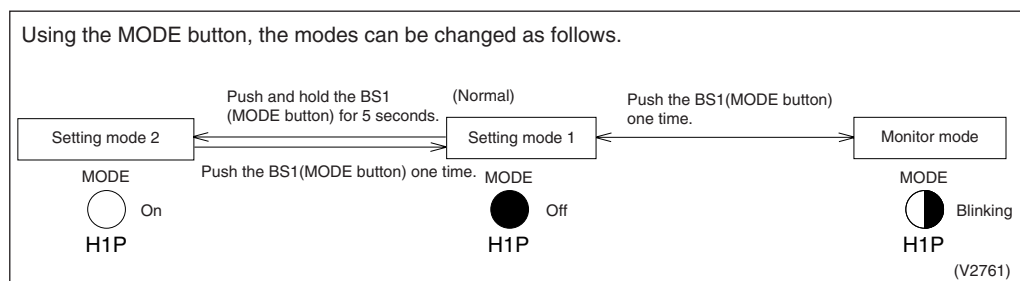 Using the MODE button, the modes can be changed as follows.
Push and hold the BS1
(MODE button) for 5 seconds.
(Normal)
Push the BS1(MODE button)
one time.
Setting mode 2
Setting mode 1
Monitor mode
Push the BS1(MODE button) one time.
MODE
On
H1P
MODE
Off
H1P
MODE
Blinking
H1P
(V2761)